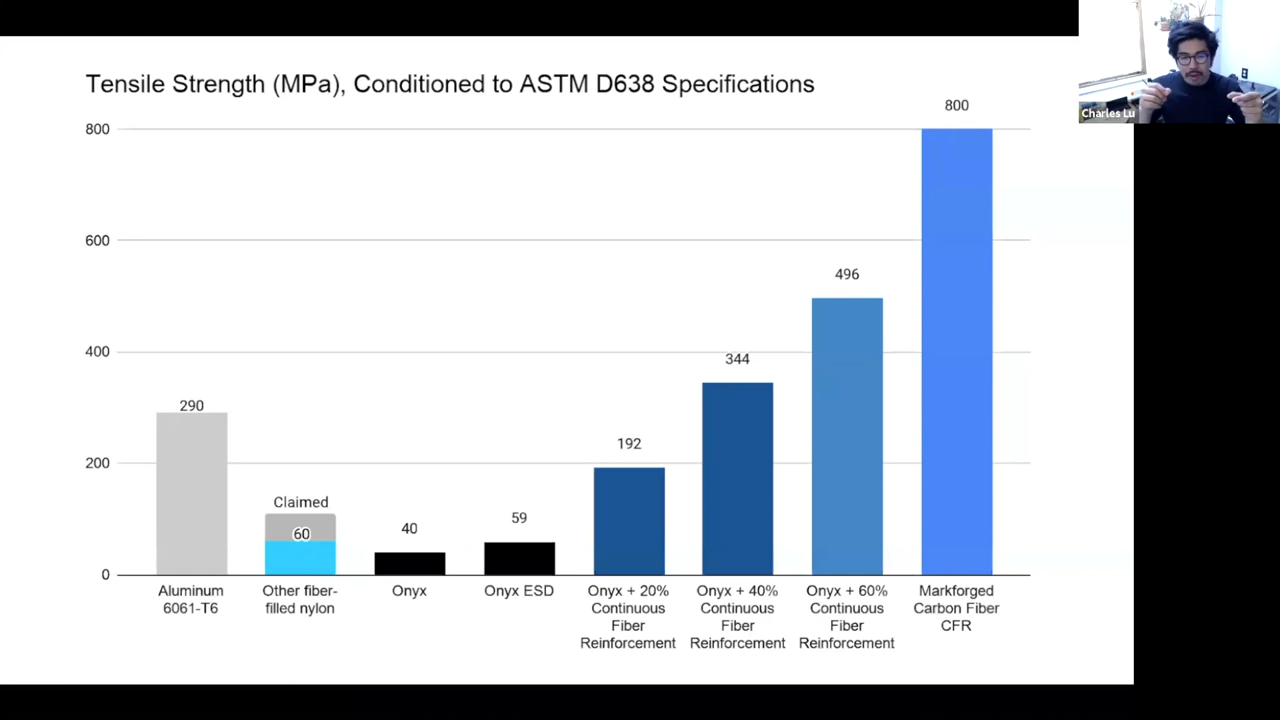 Charles Lu
Tensile Strength (MPa), Conditioned to ASTM D638 Specifications
800
600
400
200
0
290
Claimed
60
40
59
192
344
496
800
Aluminum
6061-T6
Other fiber-
filled nylon
Onyx
Onyx ESD
Onyx + 20%
Continuous
Fiber
Reinforcement
Onyx + 40%
Continuous
Fiber
Reinforcement
Onyx + 60%
Continuous
Fiber
Reinforcement
Markforged
Carbon Fiber
CFR